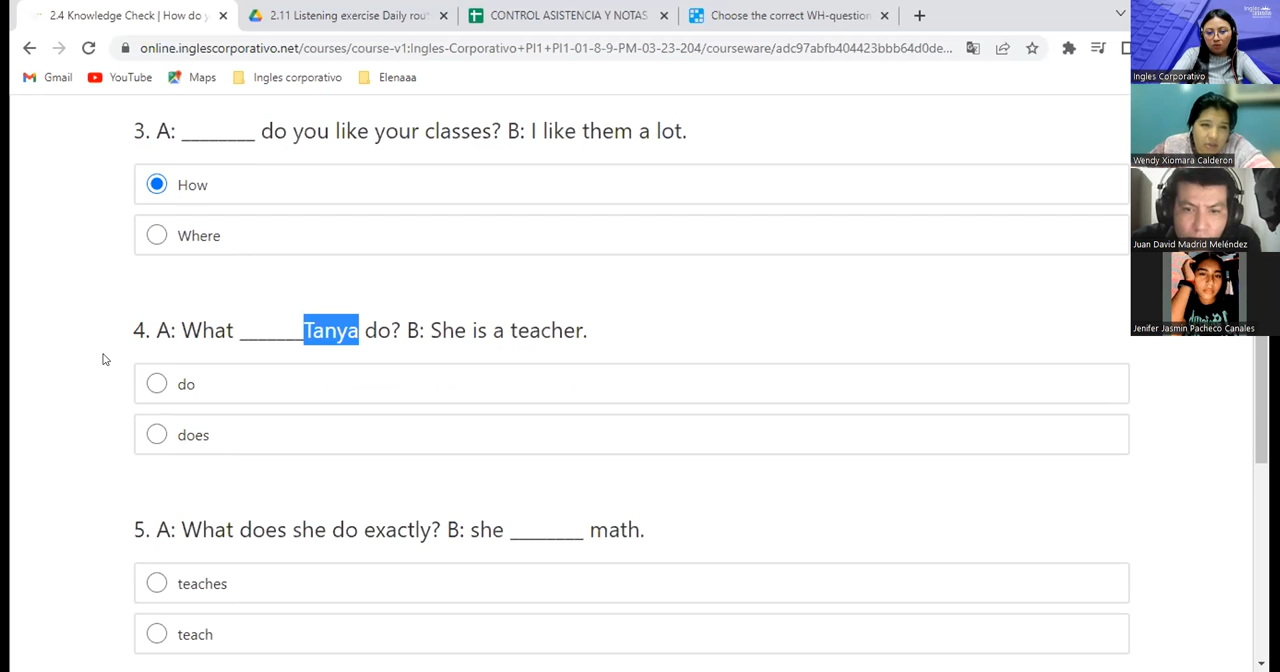 2.4 Knowledge Check | How do y
2.11 Listening exercise Daily rou
CONTROL ASISTENCIA Y NOTAS
Choose the correct WH-question
online.inglescorporativo.net/courses/course-v1:Ingles-Corporativo+PI1+PI1-01-8-9-PM-03-23-204/courseware/adc97abfb404423bbb64d0de...
Gmail
YouTube
Maps
Ingles corporativo
Elenaaa
3. A: ________ do you like your classes? B: I like them a lot.
How
Where
4. A: What _______Tanya do? B: She is a teacher.
do
does
5. A: What does she do exactly? B: she ________ math.
teaches
teach
Ingles Corporativo
Wendy Xiomara Calderon
Juan David Madrid Meléndez
Jenifer Jasmin Pacheco Canales